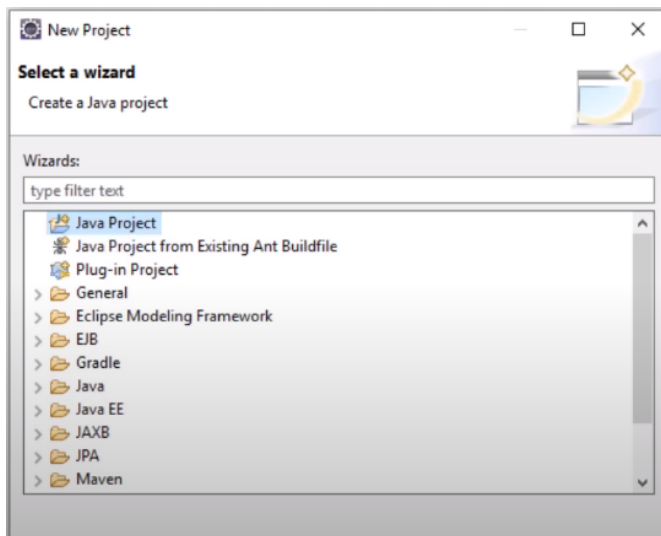 New Project
Select a wizard
Create a Java project
Wizards:
type filter text
Java Project
Java Project from Existing Ant Buildfile
Plug-in Project
General
Eclipse Modeling Framework
EJB
Gradle
Java
Java EE
JAXB
JPA
Maven